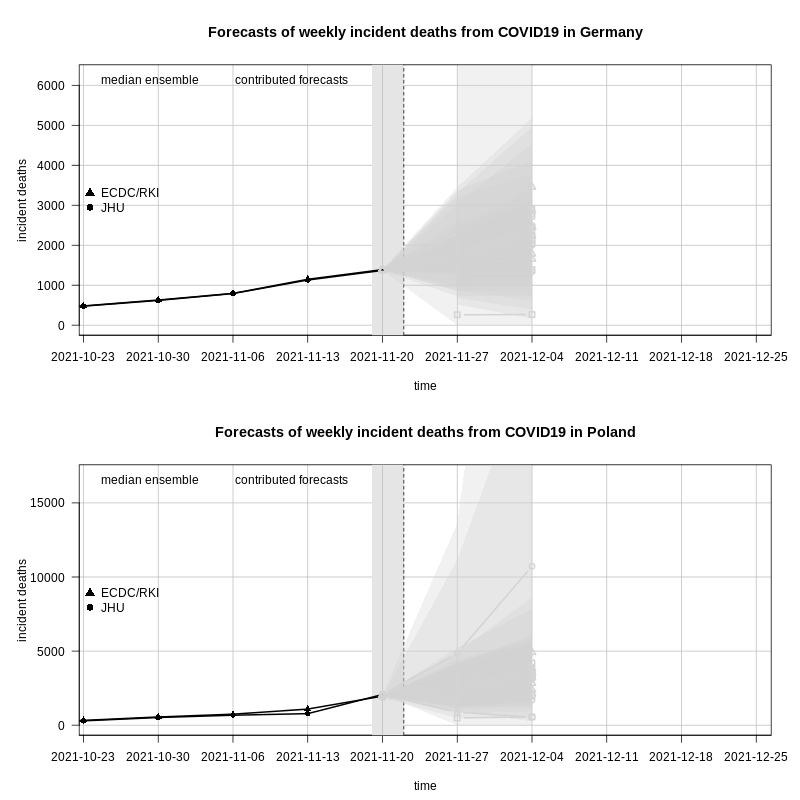 Forecasts of weekly incident deaths from COVID19 in Germany
median ensemble contributed forecasts
6000
5000
4000
3000
2000
1000
0
incident deaths
ECDC/RKI
JHU
2021-10-23 2021-10-30 2021-11-06 2021-11-13 2021-11-20 2021-11-27 2021-12-04 2021-12-11 2021-12-18 2021-12-25
time
Forecasts of weekly incident deaths from COVID19 in Poland
median ensemble contributed forecasts
15000
10000
5000
0
incident deaths
ECDC/RKI
JHU
2021-10-23 2021-10-30 2021-11-06 2021-11-13 2021-11-20 2021-11-27 2021-12-04 2021-12-11 2021-12-18 2021-12-25
time